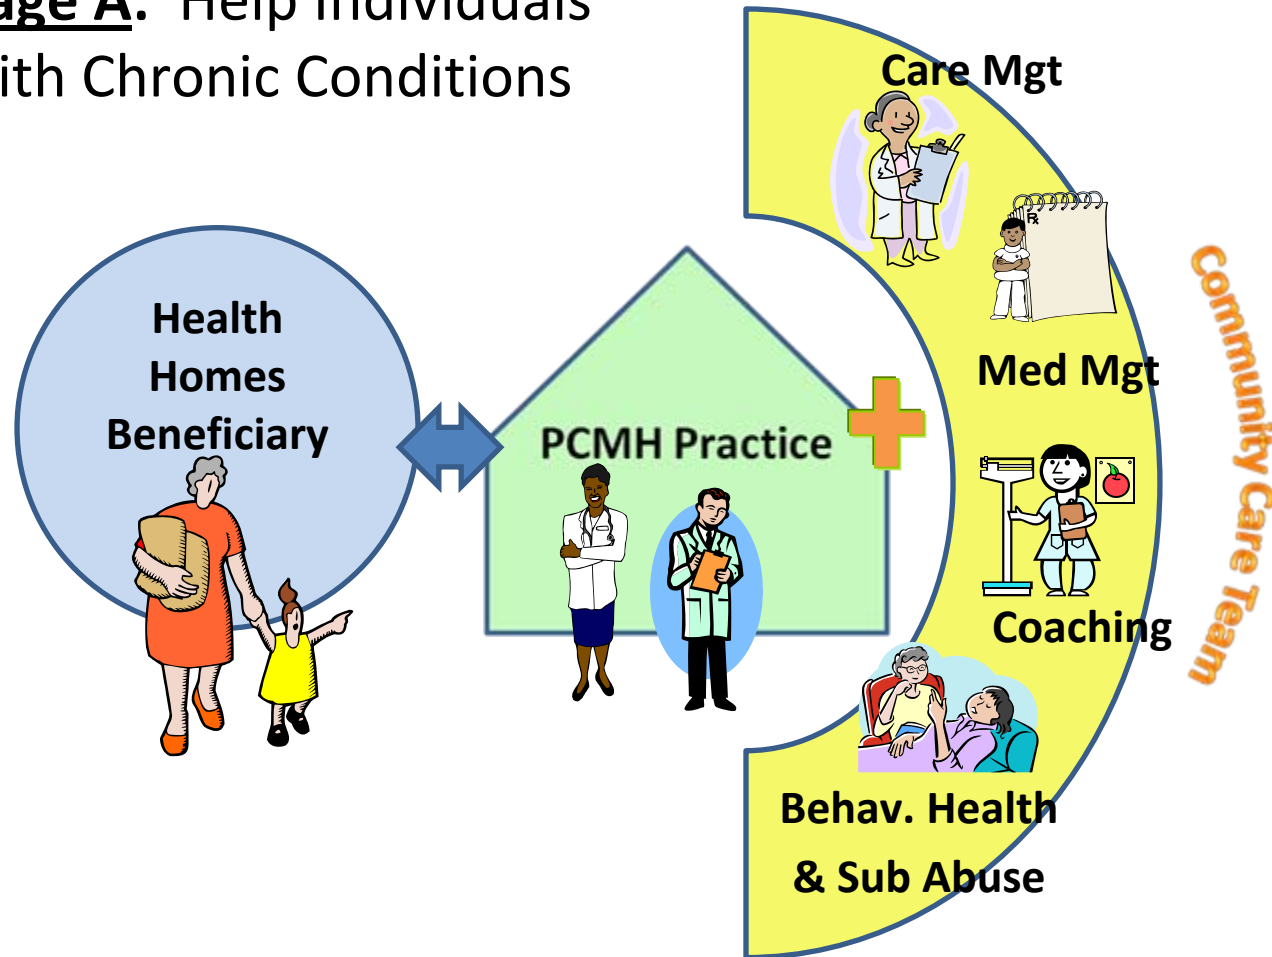 age A: Help Individuals
ith Chronic Conditions
Care Mgt
Rx
Med Mgt
Health
Homes
Beneficiary
PCMH Practice
Coaching
Behav. Health
& Sub Abuse
Community Care Team